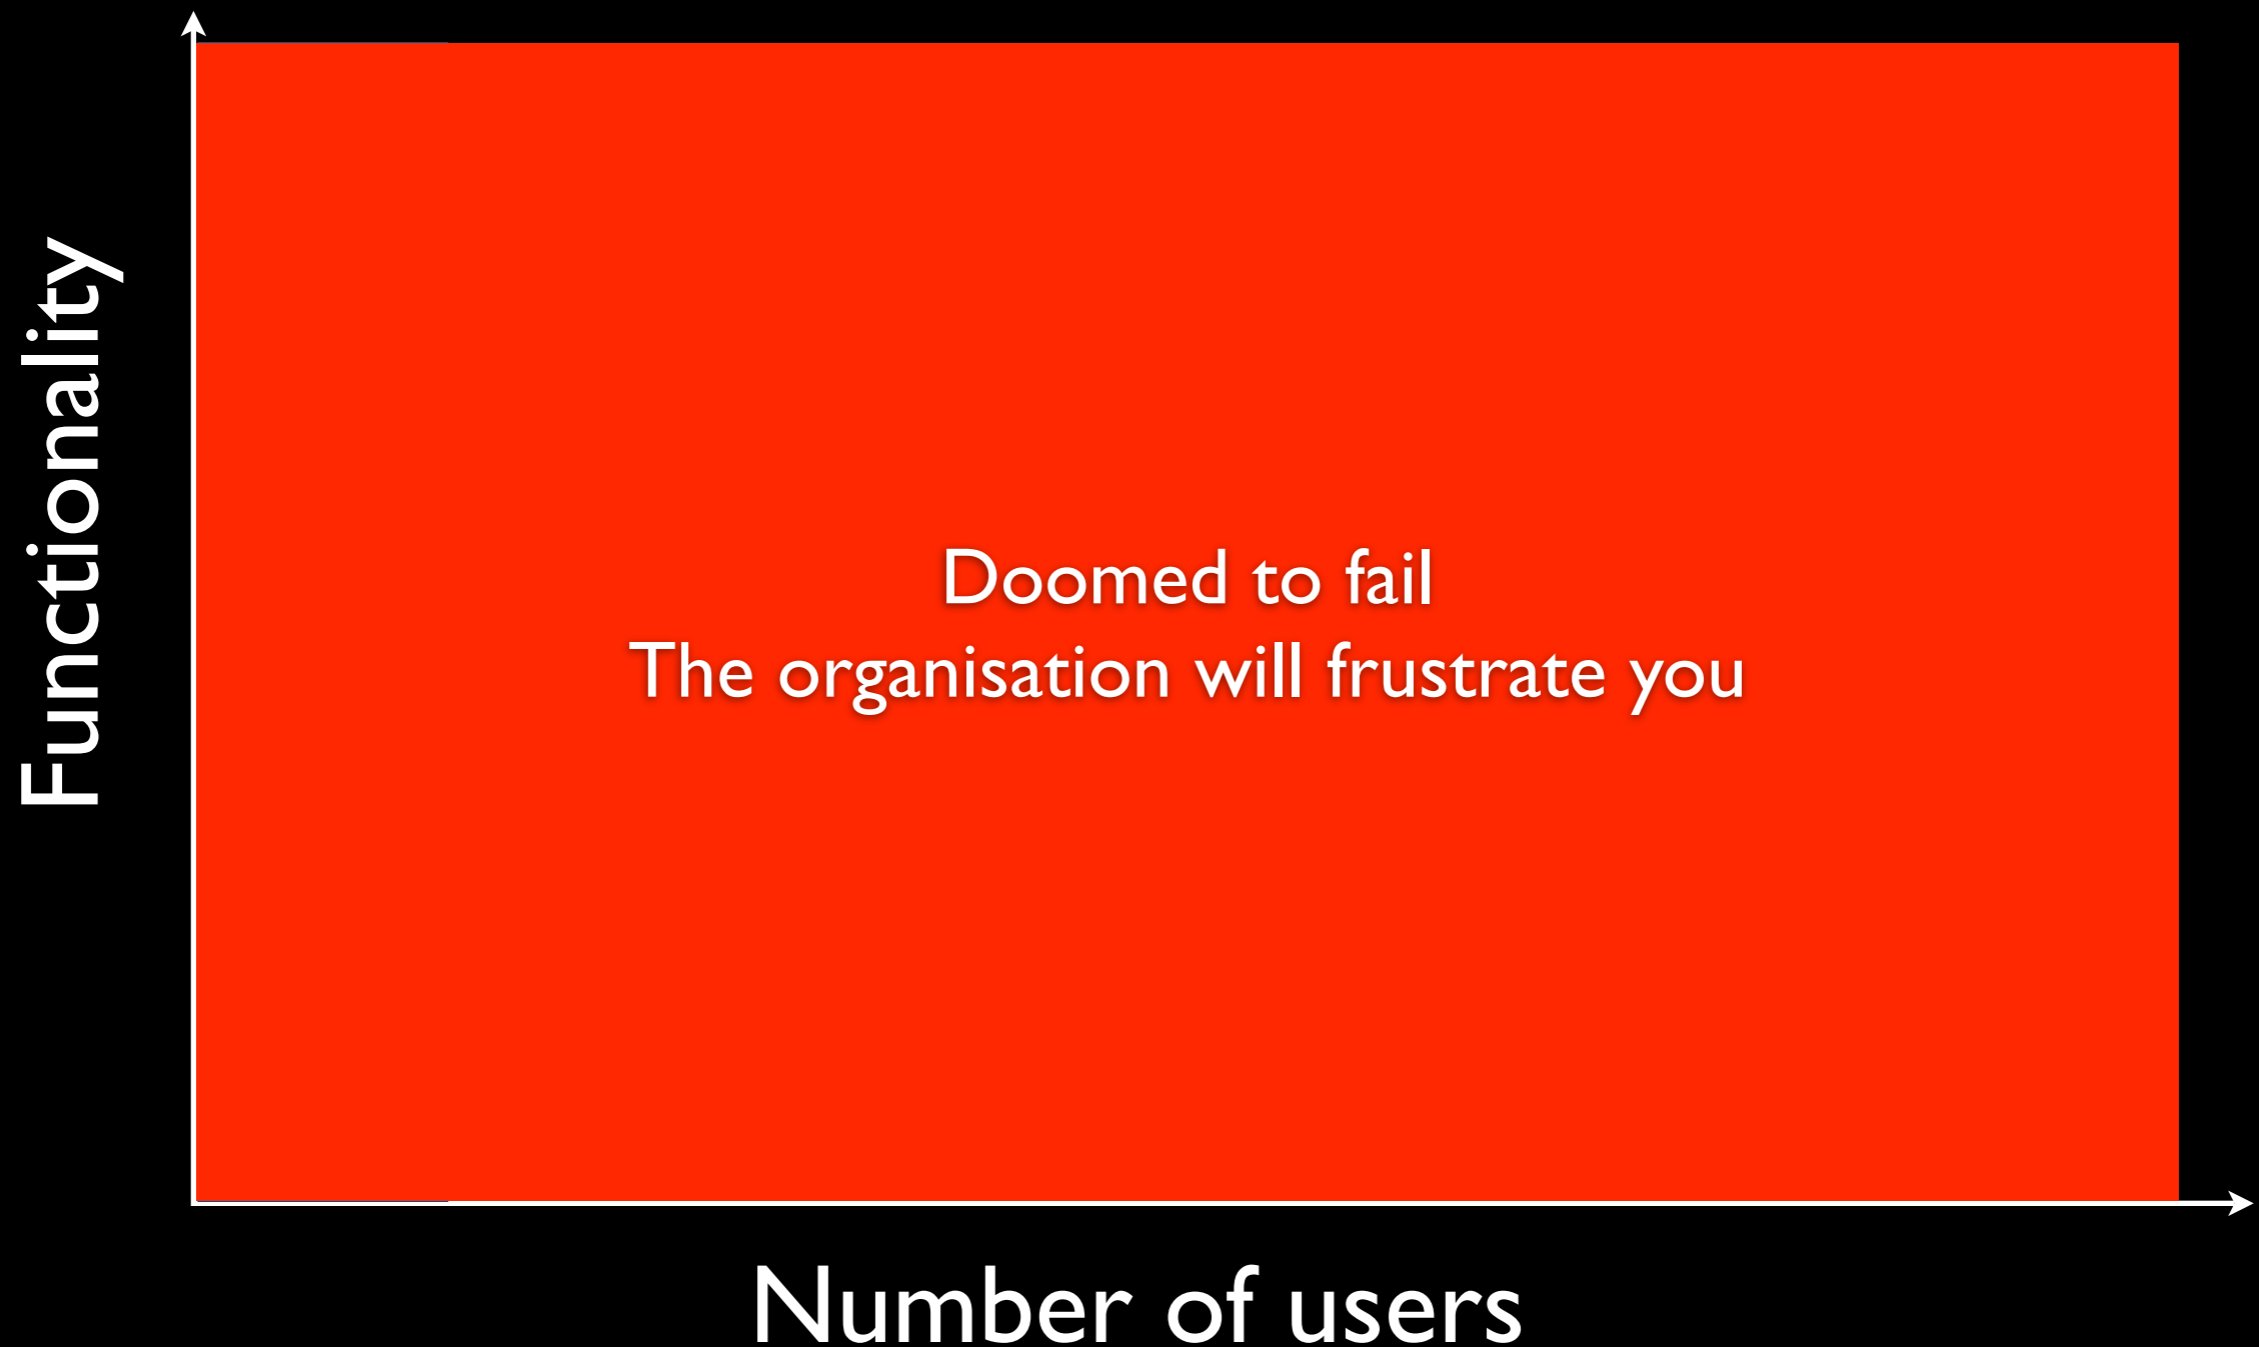 Functionality
Doomed to fail
The organisation will frustrate you
Number of users